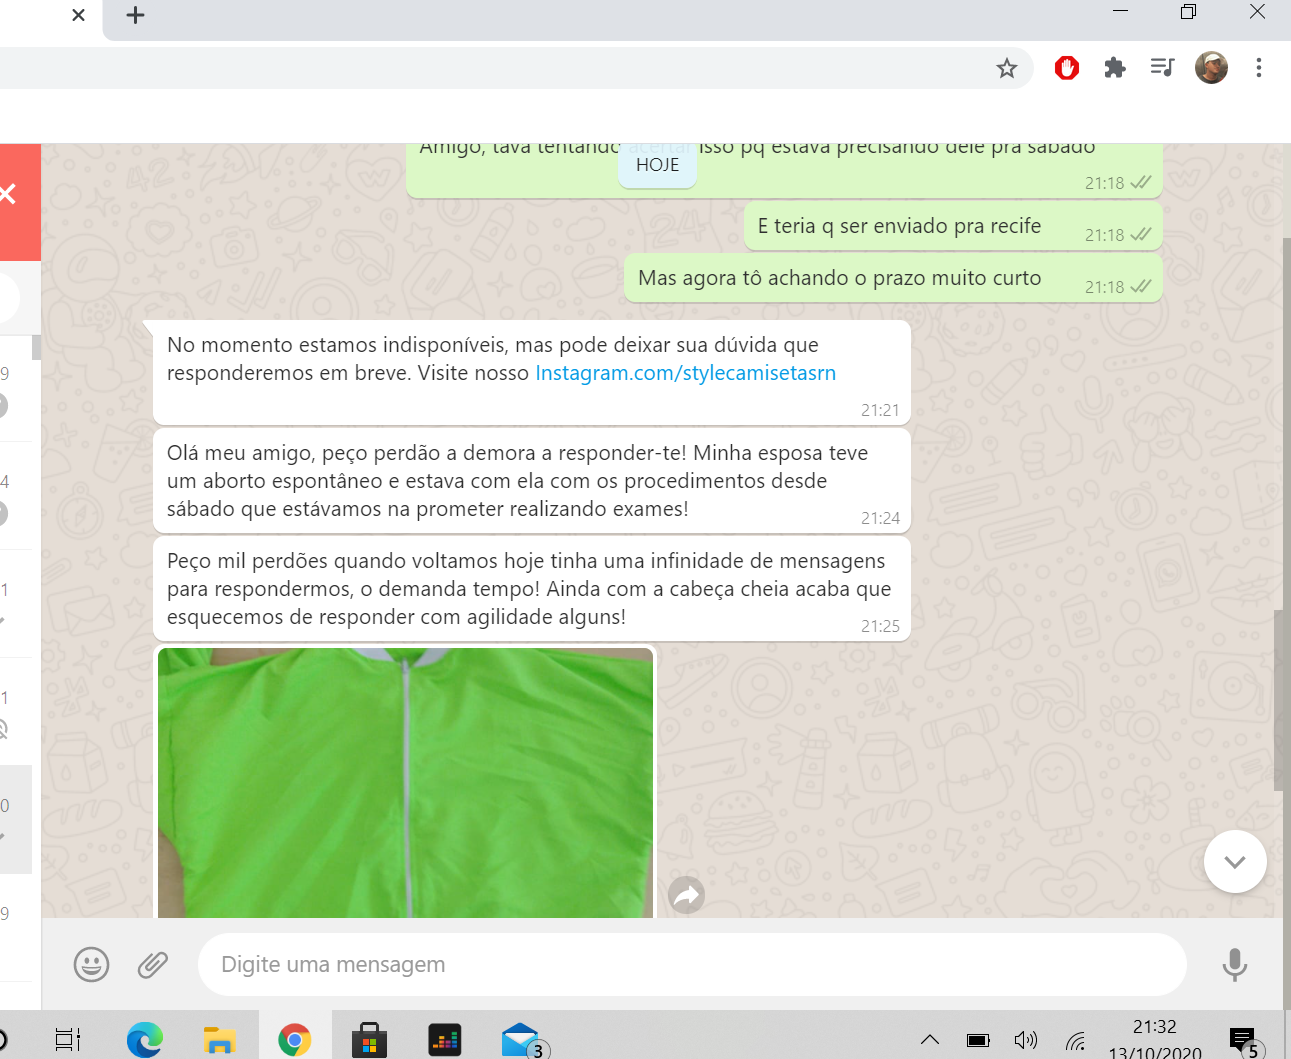 Amigo, tava tentando acertar isso pq estava precisando dele pra sábado
HOJE
21:18
E teria q ser enviado pra recife
21:18
Mas agora tô achando o prazo muito curto
21:18
No momento estamos indisponíveis, mas pode deixar sua dúvida que
responderemos em breve. Visite nosso Instagram.com/stylecamisetasrn
21:21
Olá meu amigo, peço perdão a demora a responder-te! Minha esposa teve
um aborto espontâneo e estava com ela com os procedimentos desde
sábado que estávamos na prometer realizando exames!
21:24
Peço mil perdões quando voltamos hoje tinha uma infinidade de mensagens
para respondermos, o demanda tempo! Ainda com a cabeça cheia acaba que
esquecemos de responder com agilidade alguns!
21:25
9
4
1
1
0
9
Digite uma mensagem
3
21:32
13/10/2020
5